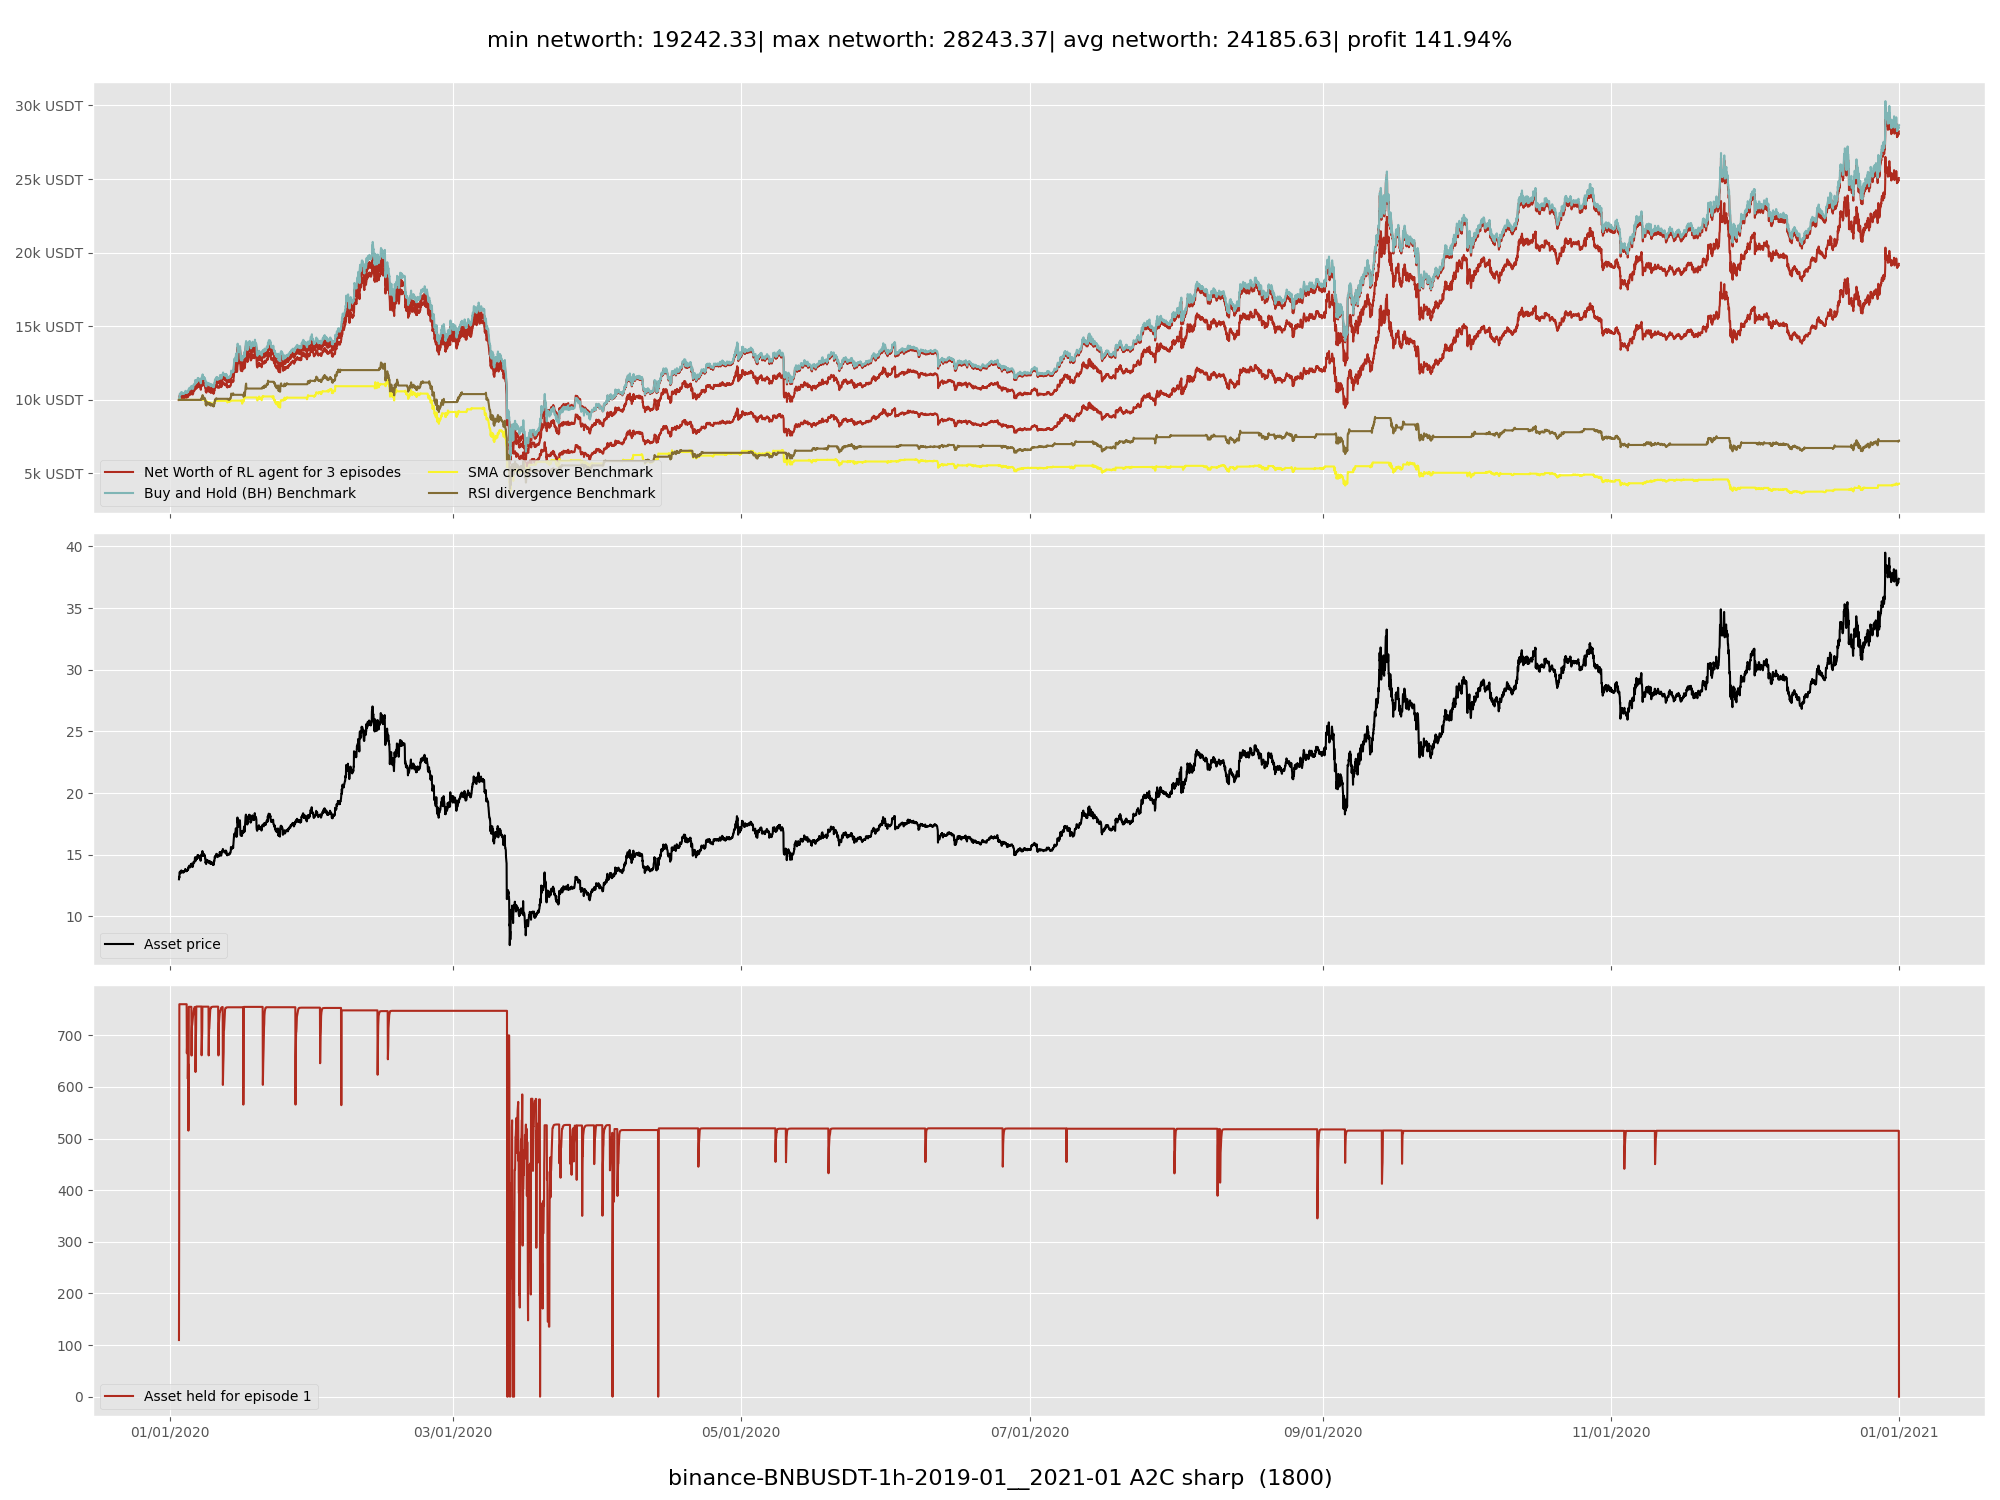 min networth: 19242.33| max networth: 28243.37| avg networth: 24185.63| profit 141.94%
30k USDT
25k USDT
20k USDT
15k USDT
10k USDT
5k USDT
Net Worth of RL agent for 3 episodes
Buy and Hold (BH) Benchmark
SMA crossover Benchmark
RSI divergence Benchmark
40
35
30
25
20
15
10
Asset price
700
600
500
400
300
200
100
0
Asset held for episode 1
01/01/2020 03/01/2020 05/01/2020 07/01/2020 09/01/2020 11/01/2020 01/01/2021
binance-BNBUSDT-1h-2019-01__2021-01 A2C sharp (1800)